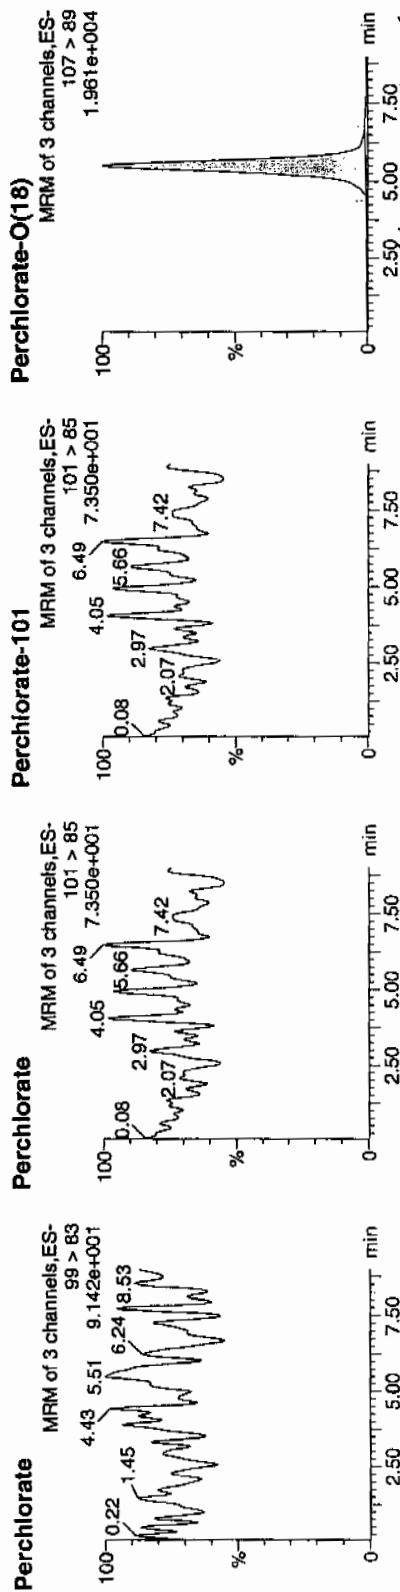 Perchlorate
MRM of 3 channels,ES-
99 > 83
9.142e+001
100
%
0
0.22
1.45
4.43
5.51
6.24
8.53
2.50 5.00 7.50 min
Perchlorate
MRM of 3 channels,ES-
101 > 85
7.350e+001
100
%
0
0.08
2.07
2.97
4.05
5.66
6.49
7.42
2.50 5.00 7.50 min
Perchlorate-101
MRM of 3 channels,ES-
101 > 85
7.350e+001
100
%
0
0.08
2.07
2.97
4.05
5.66
6.49
7.42
2.50 5.00 7.50 min
Perchlorate-O(18)
MRM of 3 channels,ES-
107 > 89
1.961e+004
100
%
0
2.50 5.00 7.50 min